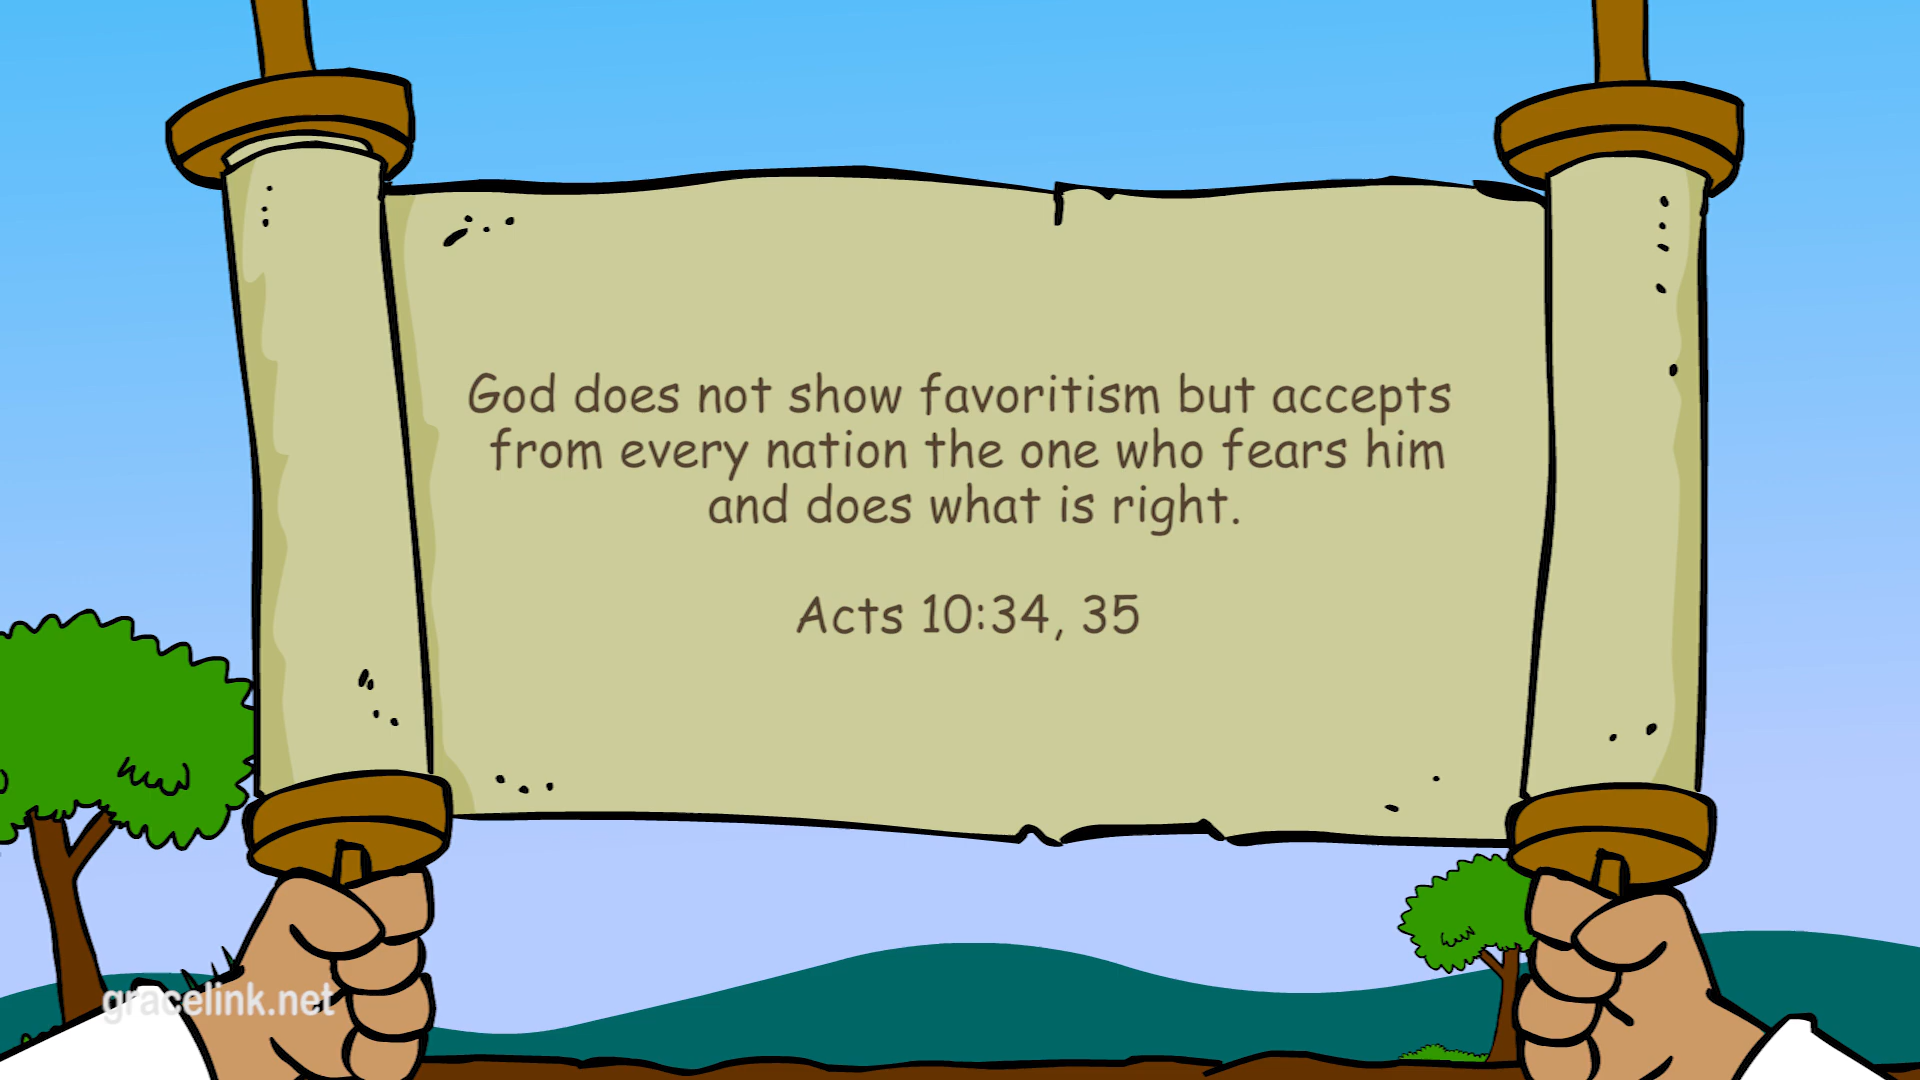 God does not show favoritism but accepts
from every nation the one who fears him
and does what is right.
Acts 10:34, 35
gracelink.net